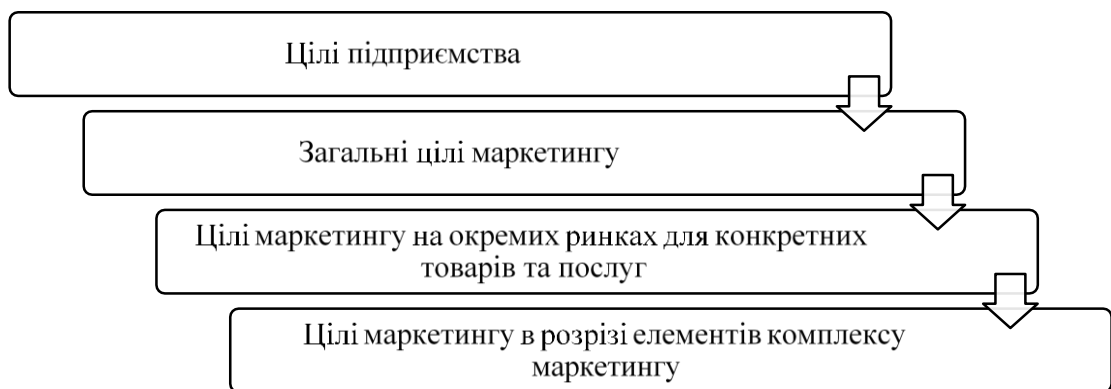 Цілі підприємства
Загальні цілі маркетингу
Цілі маркетингу на окремих ринках для конкретних
товарів та послуг
Цілі маркетингу в розрізі елементів комплексу
маркетингу